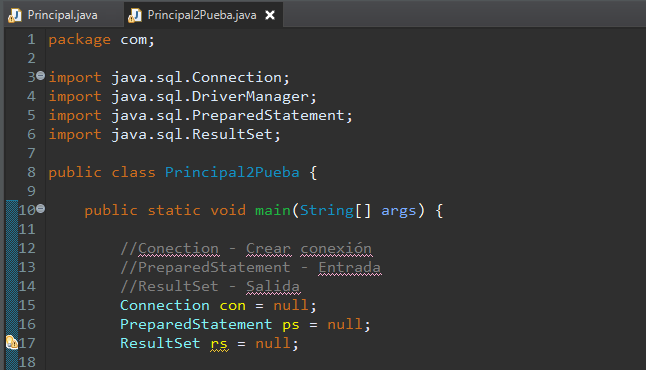 Principal.java Principal2Pueba.java
1 package com;
2
3 import java.sql.Connection;
4 import java.sql.DriverManager;
5 import java.sql.PreparedStatement;
6 import java.sql.ResultSet;
7
8 public class Principal2Pueba {
9
10 public static void main(String[] args) {
11
12 //Conection - Crear conexión
13 //PreparedStatement - Entrada
14 //ResultSet - Salida
15 Connection con = null;
16 PreparedStatement ps = null;
17 ResultSet rs = null;
18